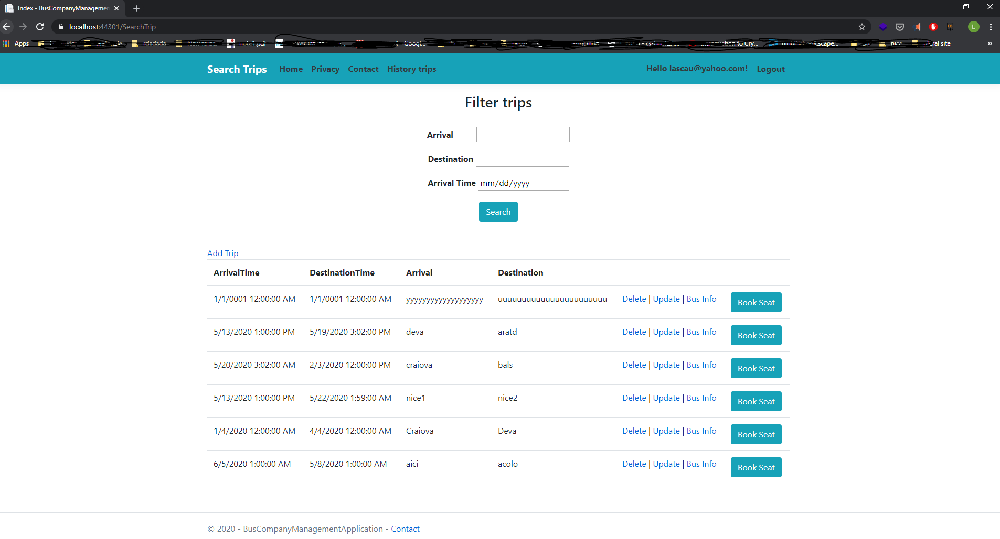 Index - BusCompanyManagemen
localhost:44301/SearchTrip
Apps
Googl...
to Cry...
site
Search Trips Home Privacy Contact History trips Hello lascau@yahoo.com! Logout
Filter trips
Arrival
Destination
Arrival Time mm/dd/yyyy
Search
Add Trip
ArrivalTime DestinationTime Arrival Destination
1/1/0001 12:00:00 AM 1/1/0001 12:00:00 AM yyyyyyyyyyyyyyyyyyy uuuuuuuuuuuuuuuuuuuuuuu Delete | Update | Bus Info Book Seat
5/13/2020 1:00:00 PM 5/19/2020 3:02:00 PM deva aratd Delete | Update | Bus Info Book Seat
5/20/2020 3:02:00 AM 2/3/2020 12:00:00 PM craiova bals Delete | Update | Bus Info Book Seat
5/13/2020 1:00:00 PM 5/22/2020 1:59:00 AM nice1 nice2 Delete | Update | Bus Info Book Seat
1/4/2020 12:00:00 AM 4/4/2020 12:00:00 AM Craiova Deva Delete | Update | Bus Info Book Seat
6/5/2020 1:00:00 AM 5/8/2020 1:00:00 AM aici acolo Delete | Update | Bus Info Book Seat
© 2020 - BusCompanyManagementApplication - Contact